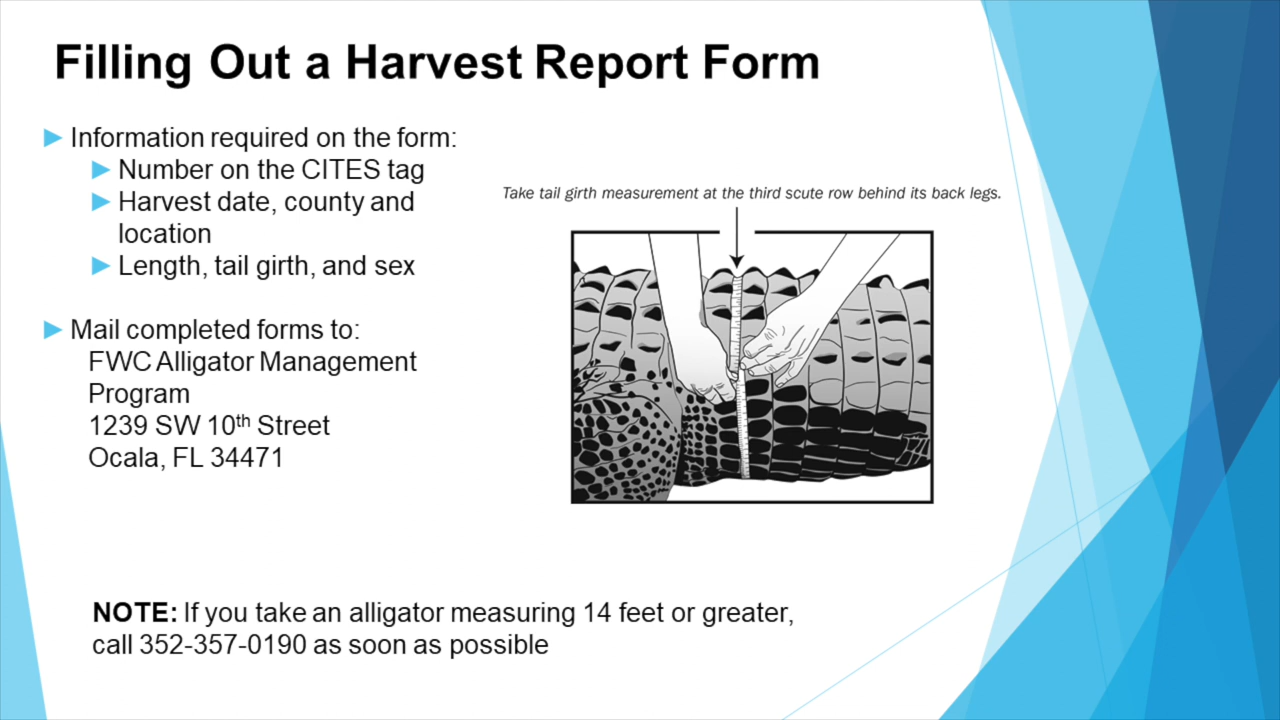 Filling Out a Harvest Report Form
Information required on the form:
Number on the CITES tag
Harvest date, county and
location
Length, tail girth, and sex
Mail completed forms to:
FWC Alligator Management
Program
1239 SW 10th Street
Ocala, FL 34471
Take tail girth measurement at the third scute row behind its back legs.
NOTE: If you take an alligator measuring 14 feet or greater,
call 352-357-0190 as soon as possible